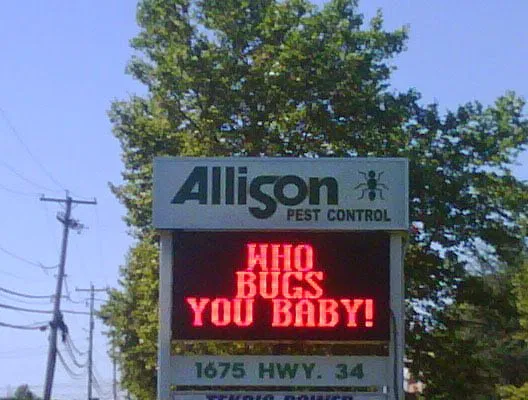 Allison
PEST CONTROL
WHO
BUGS
YOU BABY!
1675 HWY. 34